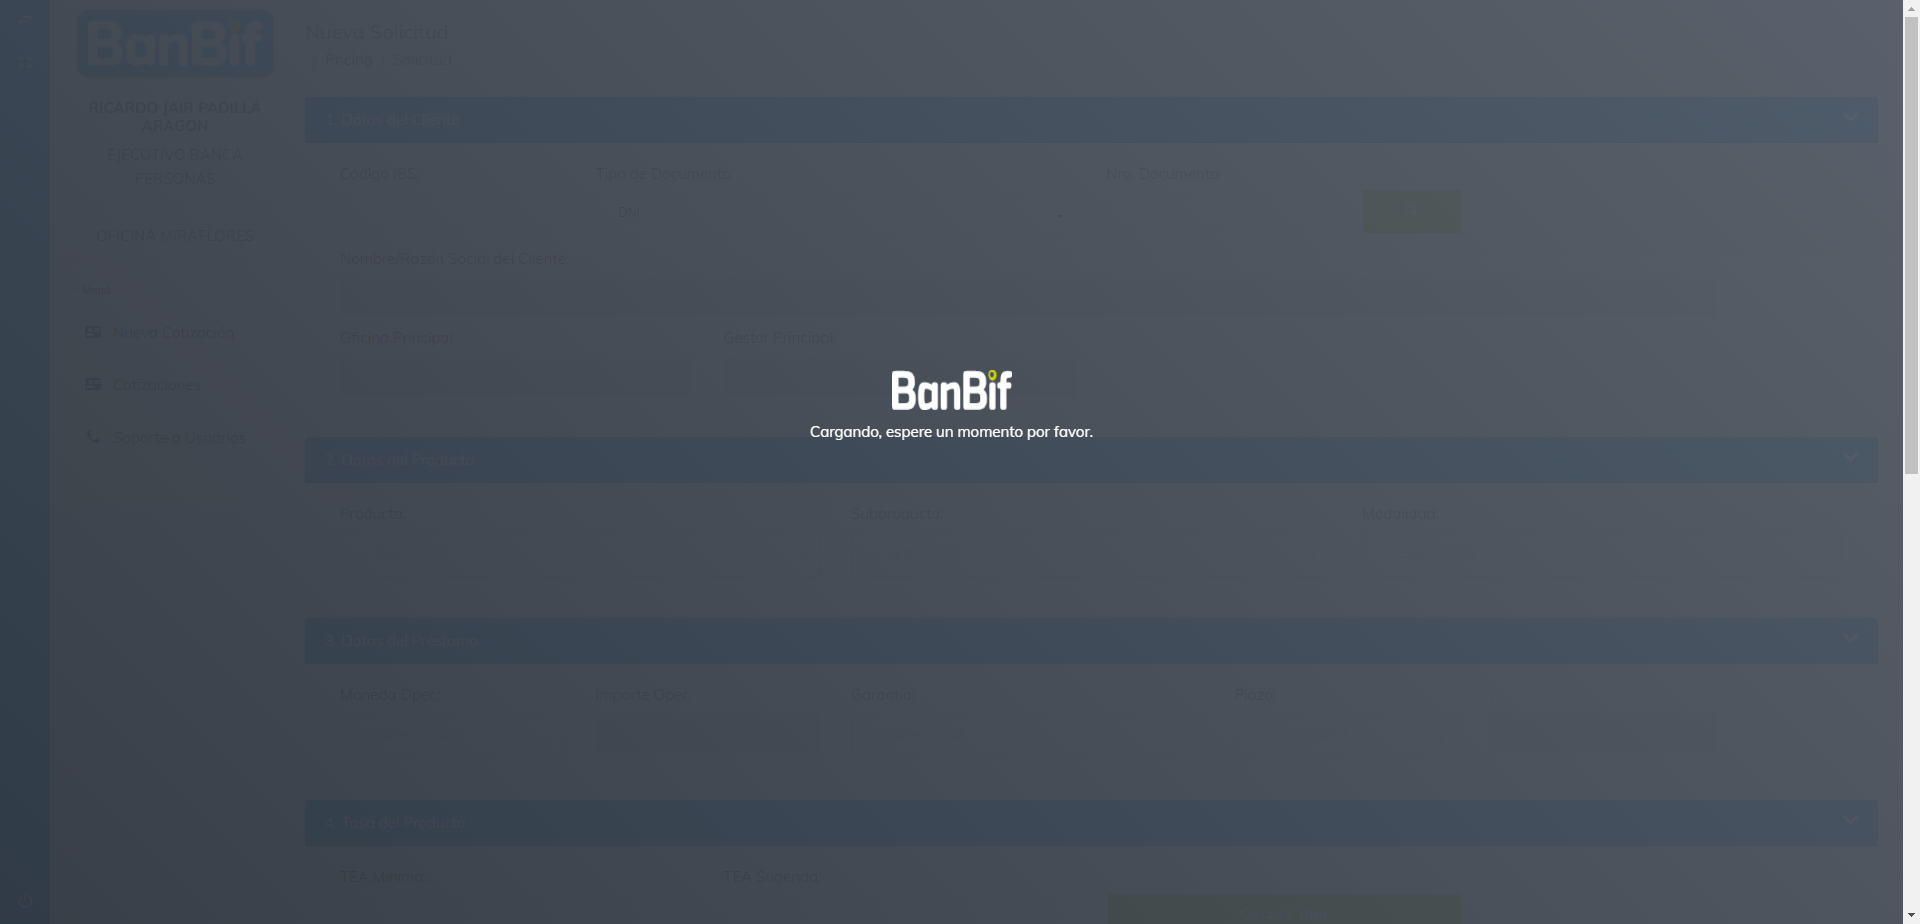 BanBif
Nueva Solicitud
/ Pricing / Solicitud
RICARDO JAIR PADILLA
ARAGON
EJECUTIVO BANCA
PERSONAS
OFICINA MIRAFLORES
Menú
Nueva Cotización
Cotizaciones
Soporte a Usuarios
1. Datos del Cliente
Código IBS: Tipo de Documento: Nro. Documento:
DNI
Nombre/Razón Social del Cliente:
Oficina Principal: Gestor Principal:
BanBif
Cargando, espere un momento por favor.
2. Datos del Producto
Producto: Subproducto: Modalidad:
3. Datos del Préstamo
Moneda Oper.: Importe Oper.: Garantía: Plazo:
4. Tasa del Producto
TEA Mínima: TEA Sugerida: